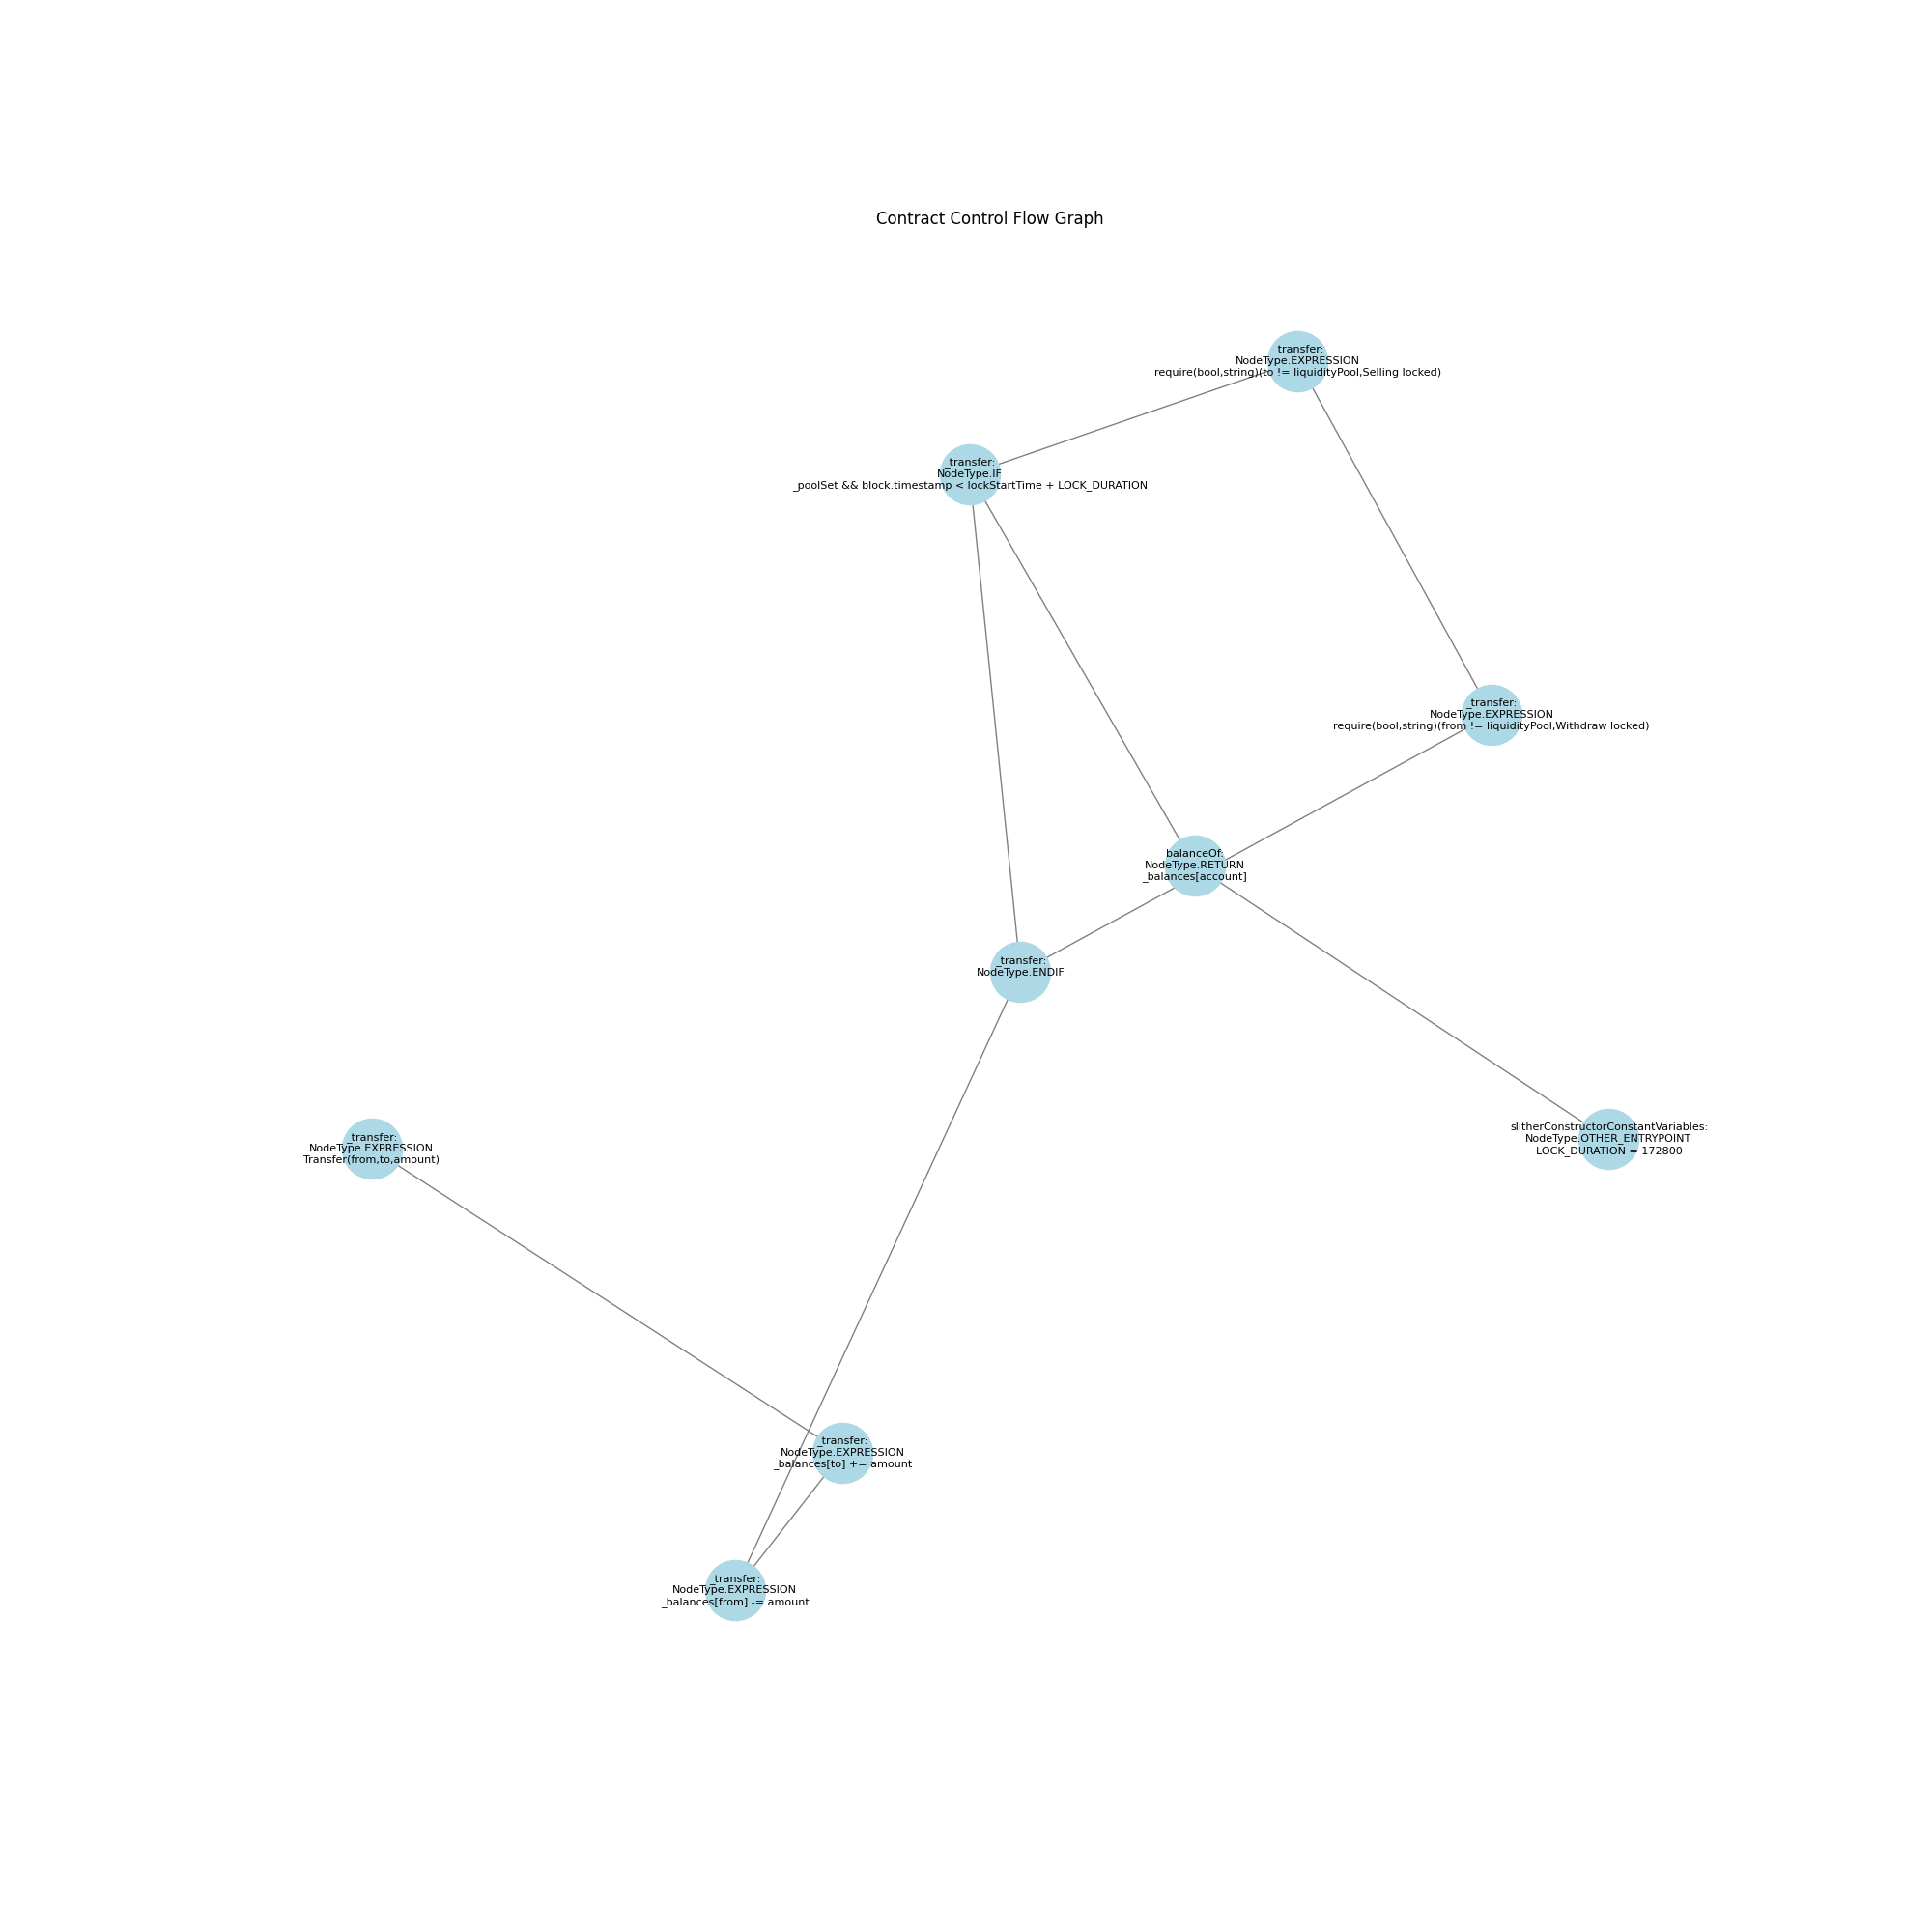 Contract Control Flow Graph
_transfer:
NodeType.EXPRESSION
require(bool,string)(to != liquidityPool,Selling locked)
_transfer:
NodeType.IF
_poolSet && block.timestamp < lockStartTime + LOCK_DURATION
_transfer:
NodeType.EXPRESSION
require(bool,string)(from != liquidityPool,Withdraw locked)
balanceOf:
NodeType.RETURN
_balances[account]
_transfer:
NodeType.ENDIF
slitherConstructorConstantVariables:
NodeType.OTHER_ENTRYPOINT
LOCK_DURATION = 172800
_transfer:
NodeType.EXPRESSION
Transfer(from,to,amount)
_transfer:
NodeType.EXPRESSION
_balances[to] += amount
_transfer:
NodeType.EXPRESSION
_balances[from] -= amount